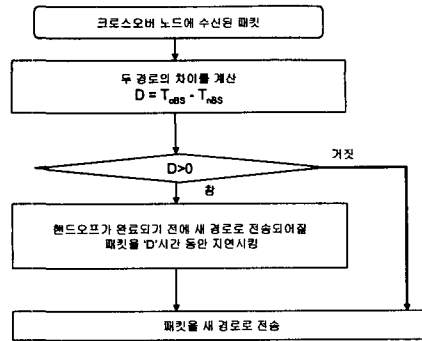 크로스오버 노드에 수신된 패킷
두 경로의 차이를 계산
D = ToBS - TnBS
D>0
거짓
참
핸드오프가 완료되기 전에 새 경로로 전송되어질
패킷을 'D'시간 동안 지연시킴
패킷을 새 경로로 전송